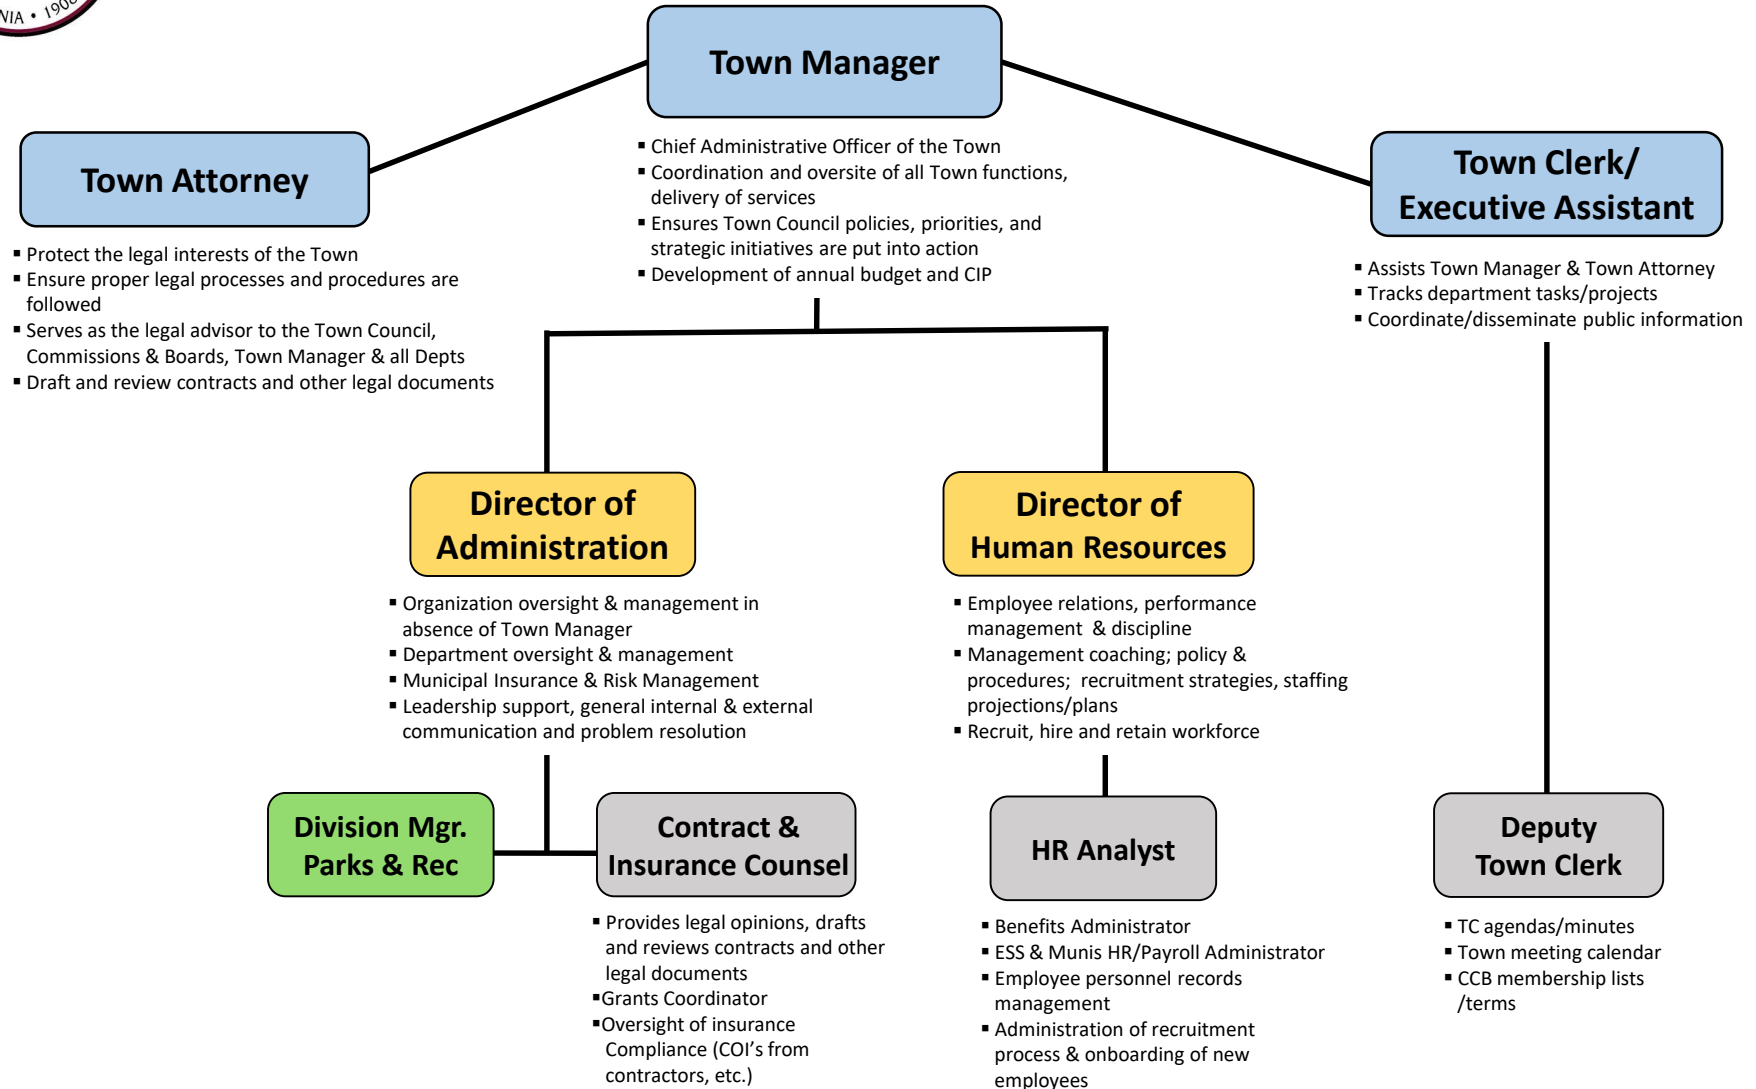 NIA • 1908
Town Manager
▪ Chief Administrative Officer of the Town
▪ Coordination and oversite of all Town functions,
delivery of services
▪ Ensures Town Council policies, priorities, and
strategic initiatives are put into action
▪ Development of annual budget and CIP
Town Attorney
▪ Protect the legal interests of the Town
▪ Ensure proper legal processes and procedures are
followed
▪ Serves as the legal advisor to the Town Council,
Commissions & Boards, Town Manager & all Depts
▪ Draft and review contracts and other legal documents
Town Clerk/
Executive Assistant
▪ Assists Town Manager & Town Attorney
▪ Tracks department tasks/projects
▪ Coordinate/disseminate public information
Director of
Administration
▪ Organization oversight & management in
absence of Town Manager
▪ Department oversight & management
▪ Municipal Insurance & Risk Management
▪ Leadership support, general internal & external
communication and problem resolution
Director of
Human Resources
▪ Employee relations, performance
management & discipline
▪ Management coaching; policy &
procedures; recruitment strategies, staffing
projections/plans
▪ Recruit, hire and retain workforce
Division Mgr.
Parks & Rec
Contract &
Insurance Counsel
▪ Provides legal opinions, drafts
and reviews contracts and other
legal documents
▪Grants Coordinator
▪Oversight of insurance
Compliance (COI's from
contractors, etc.)
HR Analyst
▪ Benefits Administrator
▪ ESS & Munis HR/Payroll Administrator
▪ Employee personnel records
management
▪ Administration of recruitment
process & onboarding of new
employees
Deputy
Town Clerk
▪ TC agendas/minutes
▪ Town meeting calendar
▪ CCB membership lists
/terms